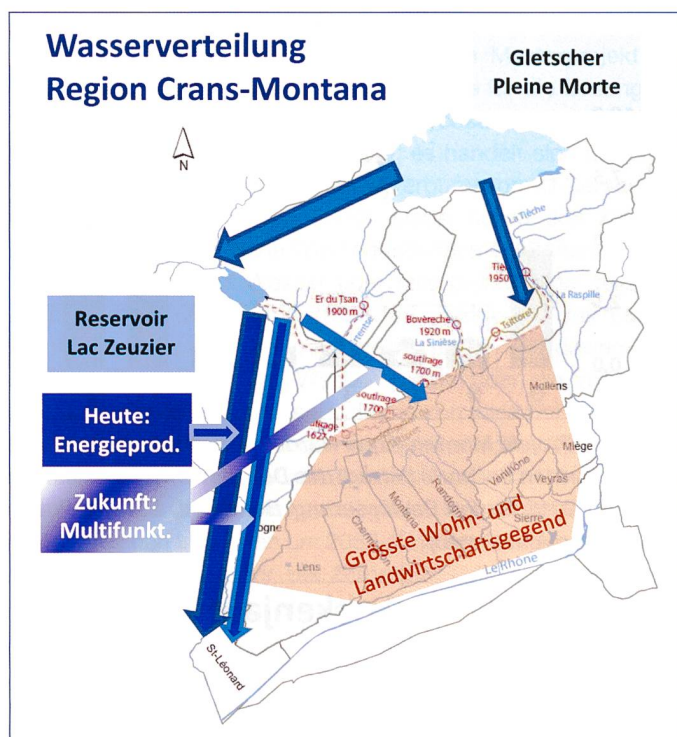 Wasserverteilung
Region Crans-Montana
Gletscher
Pleine Morte
N
La Tièche
1950
La Raspille
Er du Tsan
1900 m
Bovèreche
1920 m
Tsittoret
La Sinièse
Reservoir
Lac Zeuzier
soutirage
1700 m
soutirage
1700 m
Mollens
Heute:
Energieprod.
Miège
Venthône
Veyras
Zukunft:
Multifunkt.
Randogne
Montana
Chermignon
Sierre
Lens
Grösste Wohn- und
Landwirtschaftsgegend
Le Rhône
St-Léonard